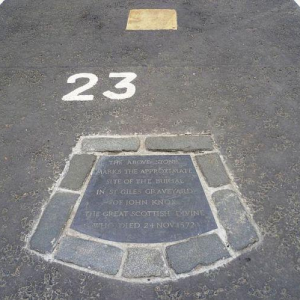 23
THE ABOVE STONE
MARKS THE APPROXIMATE
SITE OF THE BURIAL
IN ST GILES GRAVEYARD
OF JOHN KNOX
THE GREAT SCOTTISH DIVINE
WHO DIED 24 NOV 1572